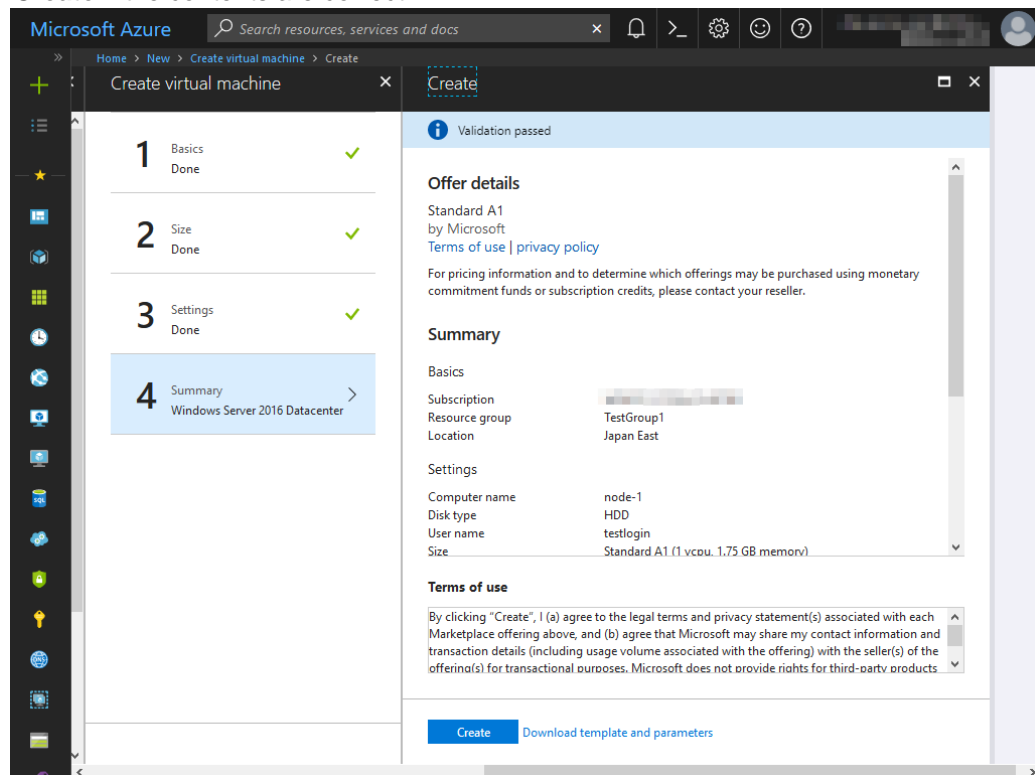 Microsoft Azure
Search resources, services and docs
Home > New > Create virtual machine > Create
Create virtual machine
Create
Validation passed
1 Basics
Done
2 Size
Done
3 Settings
Done
4 Summary
Windows Server 2016 Datacenter
Offer details
Standard A1
by Microsoft
Terms of use | privacy policy
For pricing information and to determine which offerings may be purchased using monetary
commitment funds or subscription credits, please contact your reseller.
Summary
Basics
Subscription
Resource group TestGroup1
Location Japan East
Settings
Computer name node-1
Disk type HDD
User name testlogin
Size Standard A1 (1 vcpu, 1.75 GB memory)
Terms of use
By clicking "Create", I (a) agree to the legal terms and privacy statement(s) associated with each
Marketplace offering above, and (b) agree that Microsoft may share my contact information and
transaction details (including usage volume associated with the offering) with the seller(s) of the
offering(s) for transactional purposes. Microsoft does not provide rights for third-party products
Create Download template and parameters